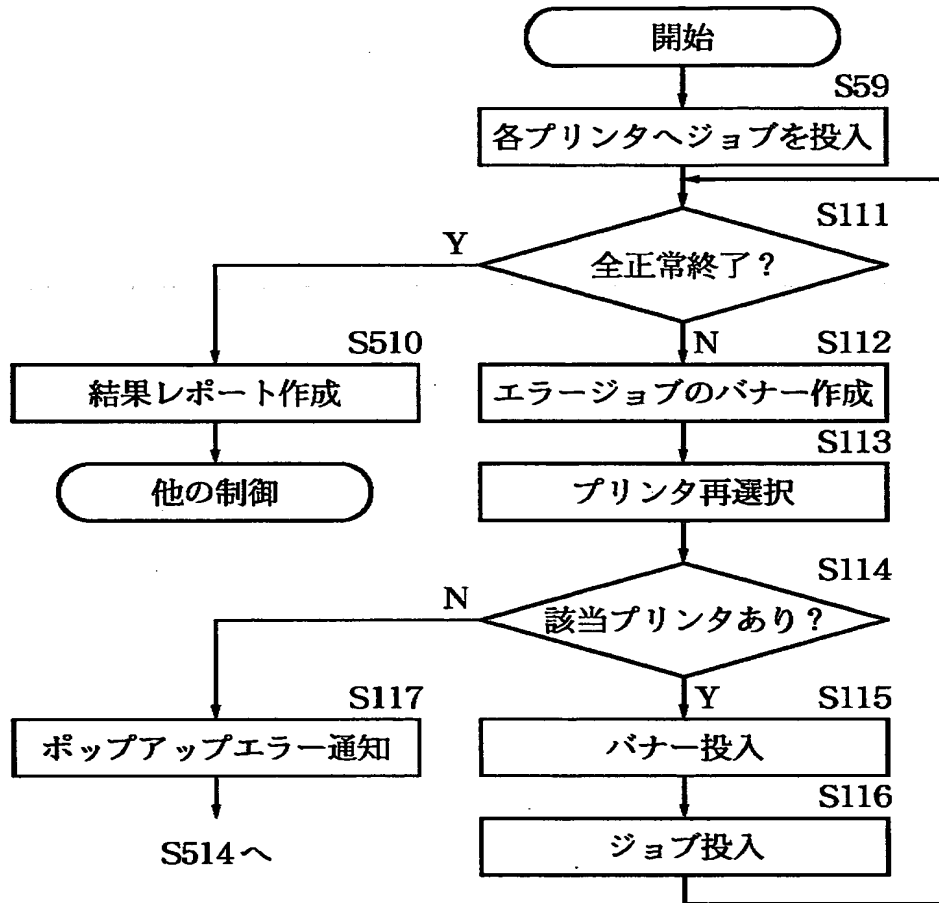 開始
S59
各プリンタへジョブを投入
S111
全正常終了？
Y
N
S510
結果レポート作成
他の制御
S112
エラージョブのバナー作成
S113
プリンタ再選択
S114
該当プリンタあり？
N
Y
S117
ポップアップエラー通知
S514へ
S115
バナー投入
S116
ジョブ投入